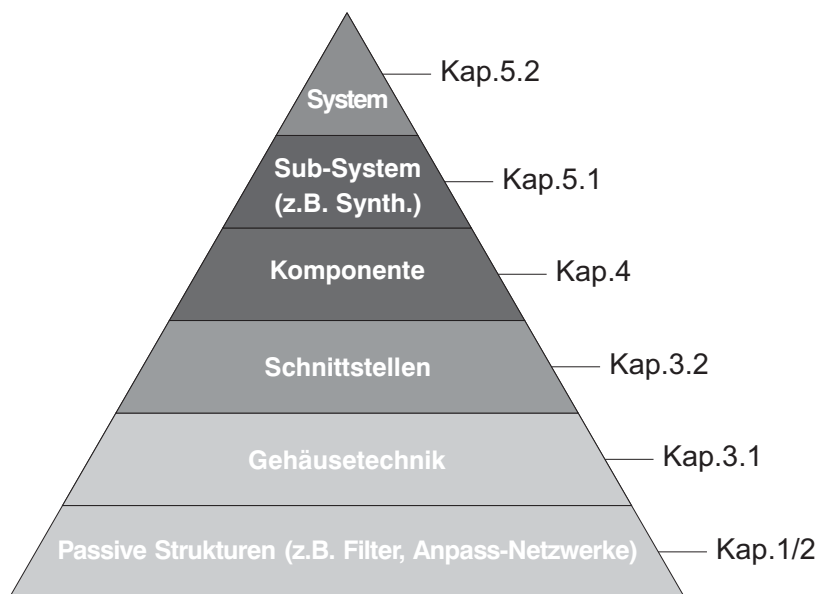 System
Kap.5.2
Sub-System
(z.B. Synth.)
Kap.5.1
Komponente
Kap.4
Schnittstellen
Kap.3.2
Gehäusetechnik
Kap.3.1
Passive Strukturen (z.B. Filter, Anpass-Netzwerke)
Kap.1/2